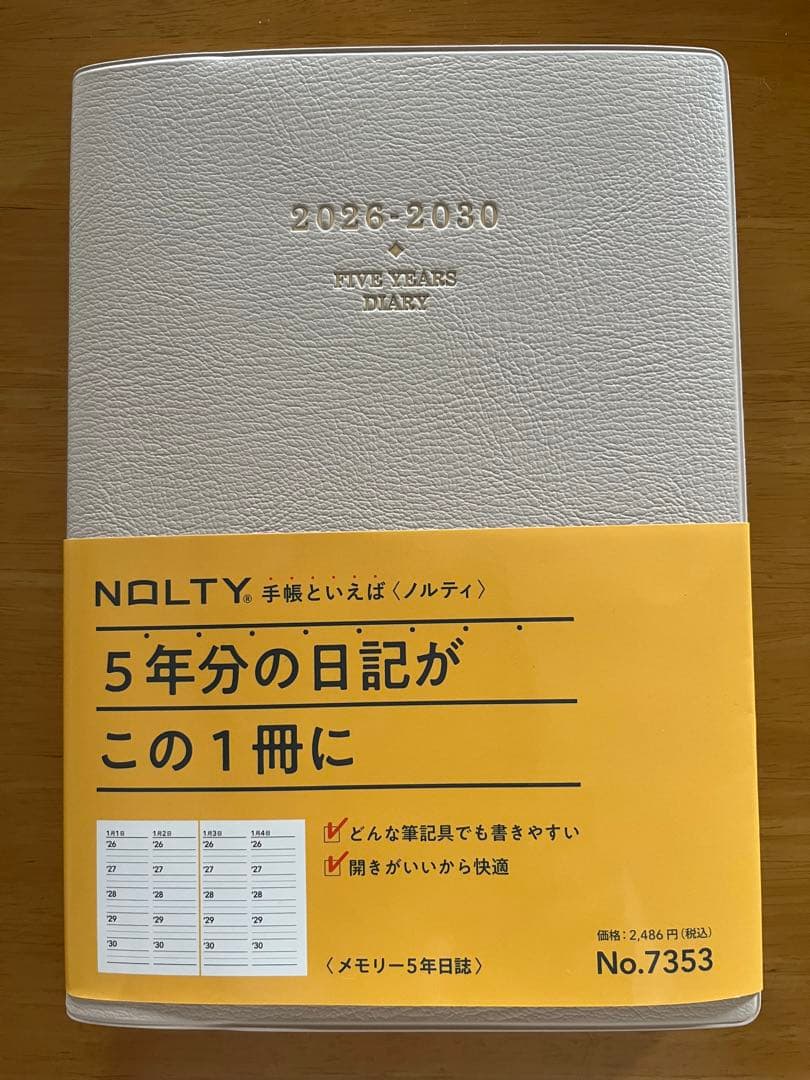 2026-2030
FIVE YEARS
DIARY
NOLTY® 手帳といえば〈ノルティ〉
5年分の日記が
この1冊に
1月1日 1月2日 1月3日 1月4日
'26 '26 '26 '26
'27 '27 '27 '27
'28 '28 '28 '28
'29 '29 '29 '29
'30 '30 '30 '30
どんな筆記具でも書きやすい
開きがいいから快適
〈メモリー5年日誌〉
価格：2,486円（税込）
No.7353